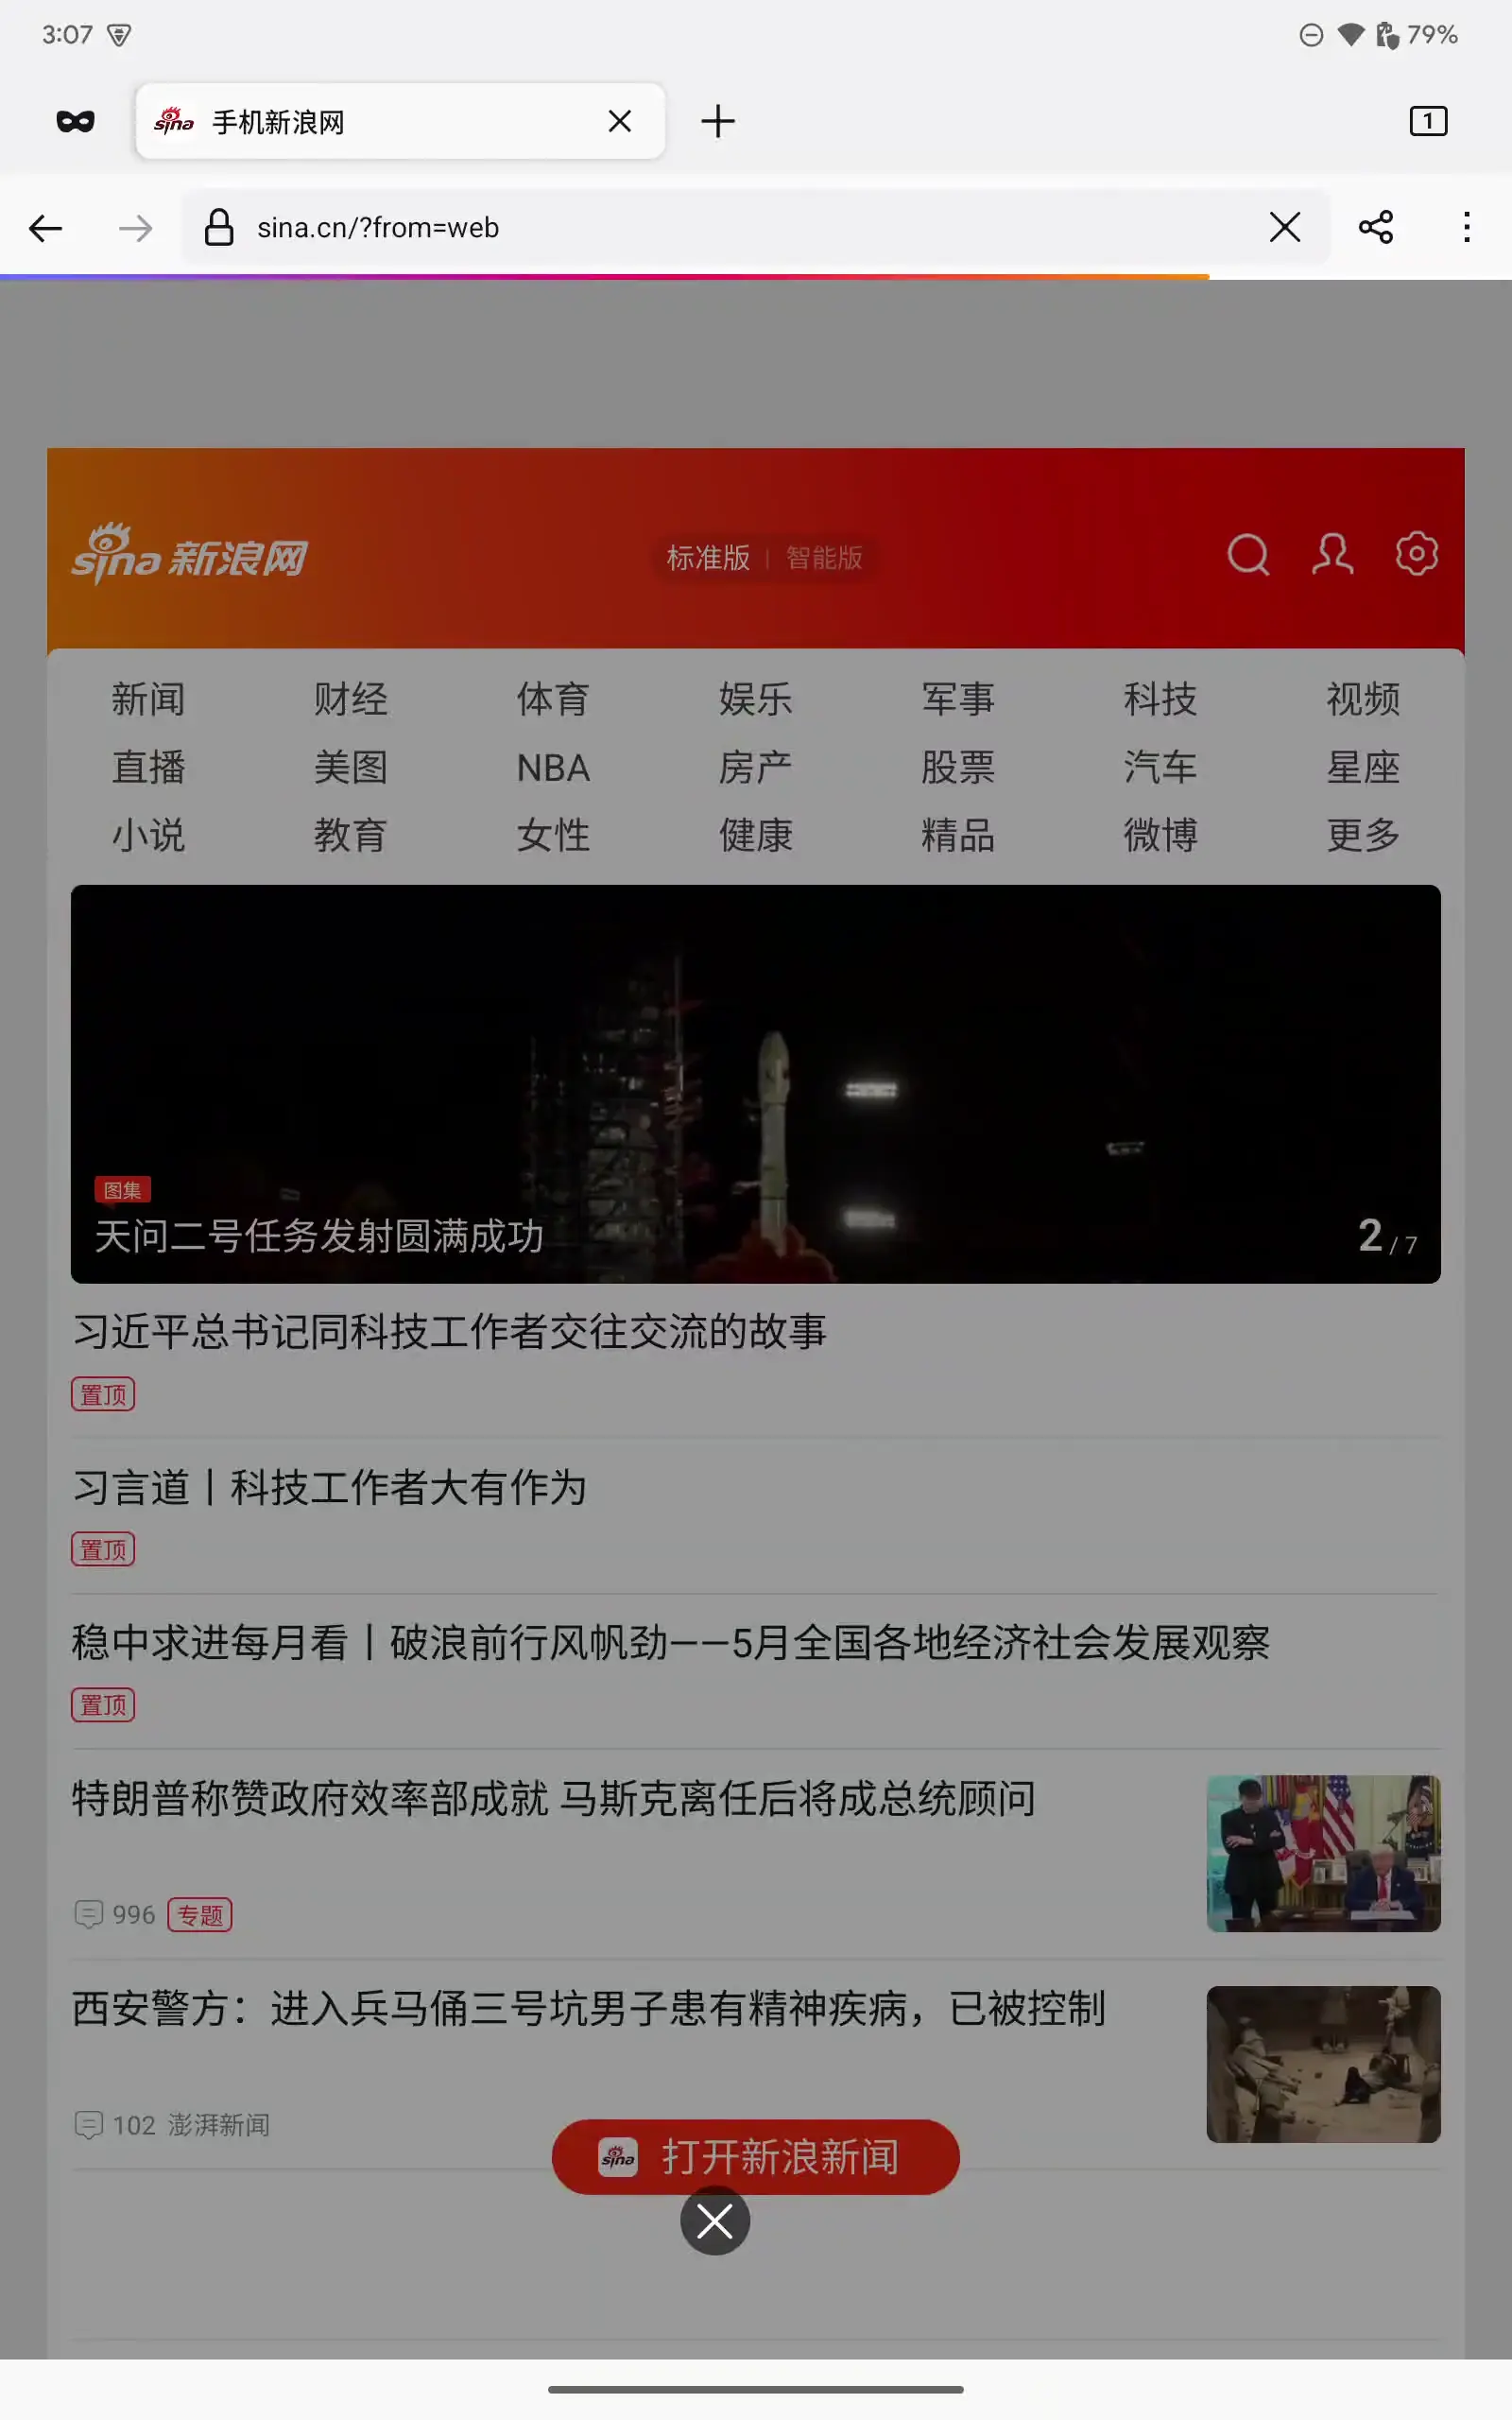 3:07
79%
sina 手机新浪网
1
sina.cn/?from=web
sina 新浪网
标准版 | 智能版
新闻 财经 体育 娱乐 军事 科技 视频
直播 美图 NBA 房产 股票 汽车 星座
小说 教育 女性 健康 精品 微博 更多
图集
天问二号任务发射圆满成功
2 / 7
习近平总书记同科技工作者交往交流的故事
置顶
习言道丨科技工作者大有作为
置顶
稳中求进每月看丨破浪前行风帆劲——5月全国各地经济社会发展观察
置顶
特朗普称赞政府效率部成就 马斯克离任后将成总统顾问
996 专题
西安警方：进入兵马俑三号坑男子患有精神疾病，已被控制
102 澎湃新闻
sina 打开新浪新闻